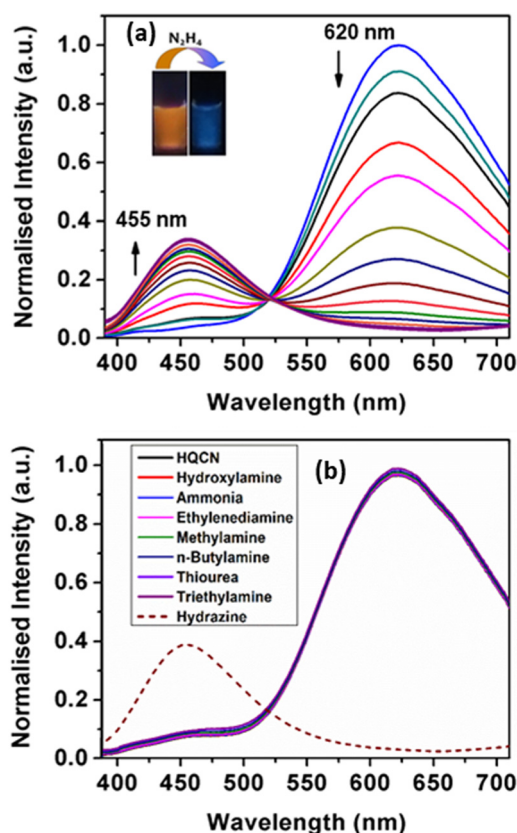 (a)
N₂H₄
620 nm
455 nm
Normalised Intensity (a.u.)
1.0
0.8
0.6
0.4
0.2
0.0
400 450 500 550 600 650 700
Wavelength (nm)
(b)
HQCN
Hydroxylamine
Ammonia
Ethylenediamine
Methylamine
n-Butylamine
Thiourea
Triethylamine
Hydrazine
Normalised Intensity (a.u.)
1.0
0.8
0.6
0.4
0.2
0.0
400 450 500 550 600 650 700
Wavelength (nm)